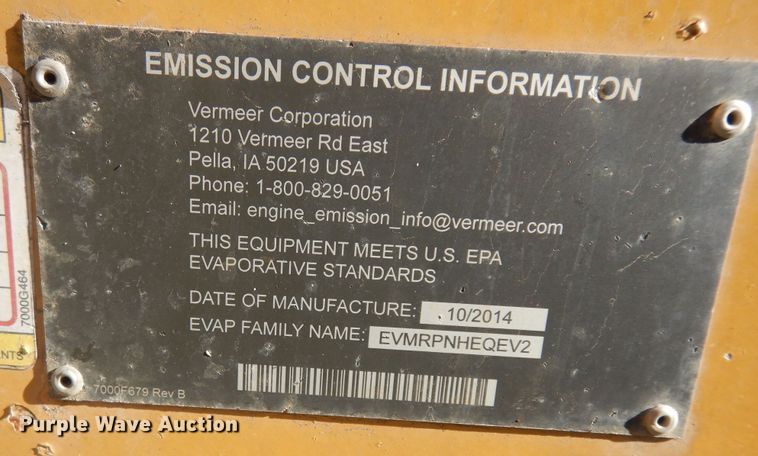 EMISSION CONTROL INFORMATION
Vermeer Corporation
1210 Vermeer Rd East
Pella, IA 50219 USA
Phone: 1-800-829-0051
Email: engine_emission_info@vermeer.com
THIS EQUIPMENT MEETS U.S. EPA
EVAPORATIVE STANDARDS
DATE OF MANUFACTURE: 10/2014
EVAP FAMILY NAME: EVMRPNHEQEV2
7000F679 Rev B
7000G464
NTS
Purple Wave Auction